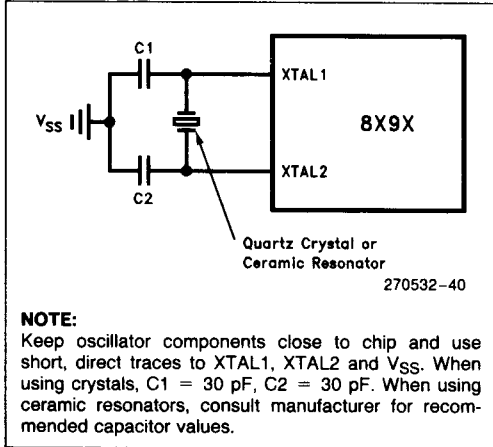 C1
XTAL1
VSS
8X9X
XTAL2
C2
Quartz Crystal or
Ceramic Resonator
270532-40
NOTE:
Keep oscillator components close to chip and use
short, direct traces to XTAL1, XTAL2 and VSS. When
using crystals, C1 = 30 pF, C2 = 30 pF. When using
ceramic resonators, consult manufacturer for recom-
mended capacitor values.